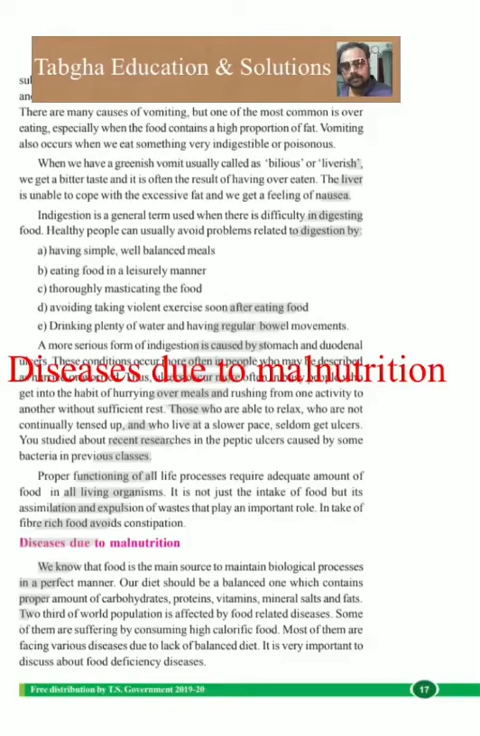 Tabgha Education & Solutions
There are many causes of vomiting, but one of the most common is over
eating, especially when the food contains a high proportion of fat. Vomiting
also occurs when we eat something very indigestible or poisonous.
When we have a greenish vomit usually called as 'bilious' or 'liverish',
we get a bitter taste and it is often the result of having over eaten. The liver
is unable to cope with the excessive fat and we get a feeling of nausea.
Indigestion is a general term used when there is difficulty in digesting
food. Healthy people can usually avoid problems related to digestion by:
a) having simple, well balanced meals
b) eating food in a leisurely manner
c) thoroughly masticating the food
d) avoiding taking violent exercise soon after eating food
e) Drinking plenty of water and having regular bowel movements.
A more serious form of indigestion is caused by stomach and duodenal
ulcers. These conditions occur more often in people who may be described
Diseases due to malnutrition
get into the habit of hurrying over meals and rushing from one activity to
another without sufficient rest. Those who are able to relax, who are not
continually tensed up, and who live at a slower pace, seldom get ulcers.
You studied about recent researches in the peptic ulcers caused by some
bacteria in previous classes.
Proper functioning of all life processes require adequate amount of
food in all living organisms. It is not just the intake of food but its
assimilation and expulsion of wastes that play an important role. In take of
fibre rich food avoids constipation.
Diseases due to malnutrition
We know that food is the main source to maintain biological processes
in a perfect manner. Our diet should be a balanced one which contains
proper amount of carbohydrates, proteins, vitamins, mineral salts and fats.
Two third of world population is affected by food related diseases. Some
of them are suffering by consuming high calorific food. Most of them are
facing various diseases due to lack of balanced diet. It is very important to
discuss about food deficiency diseases.
Free distribution by T.S. Government 2019-20
17